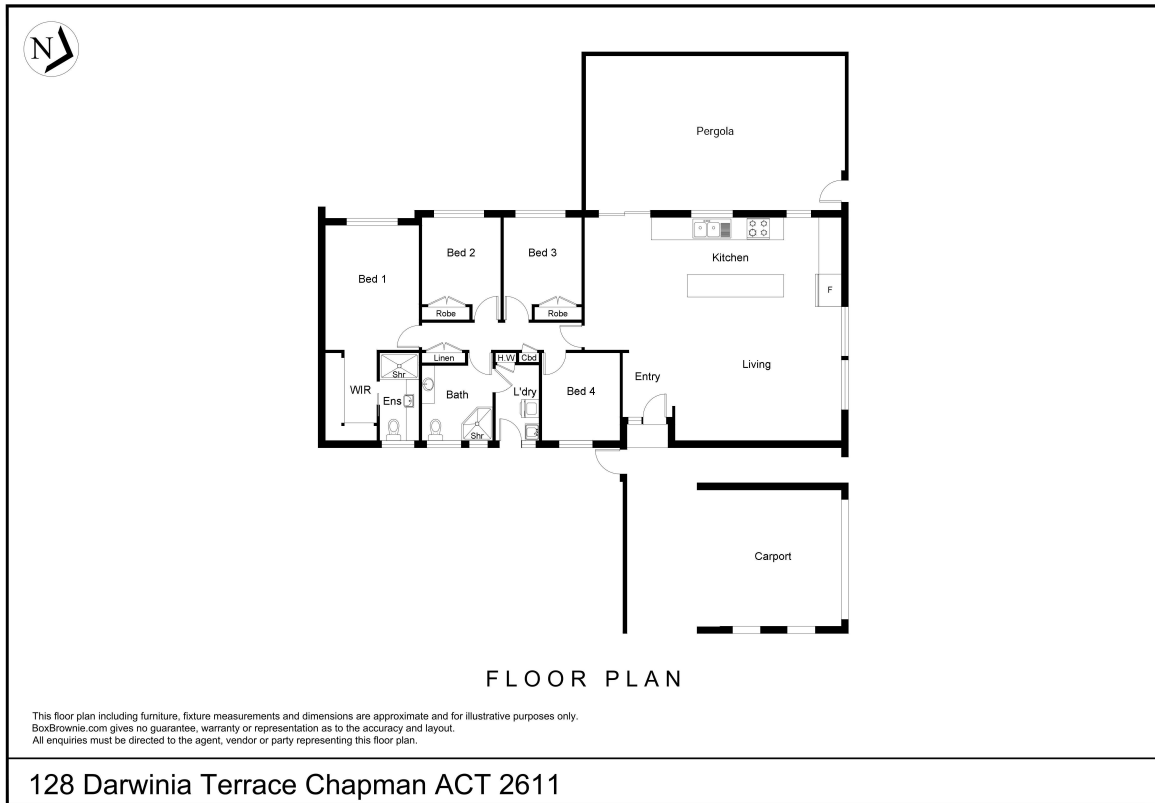 N
Pergola
Bed 2
Bed 3
Kitchen
Bed 1
F
Robe
Robe
Linen
H.W
Cbd
Living
Shr
WIR
Entry
Ens
Bath
L'dry
Bed 4
Shr
Carport
FLOOR PLAN
This floor plan including furniture, fixture measurements and dimensions are approximate and for illustrative purposes only.
BoxBrownie.com gives no guarantee, warranty or representation as to the accuracy and layout.
All enquiries must be directed to the agent, vendor or party representing this floor plan.
128 Darwinia Terrace Chapman ACT 2611